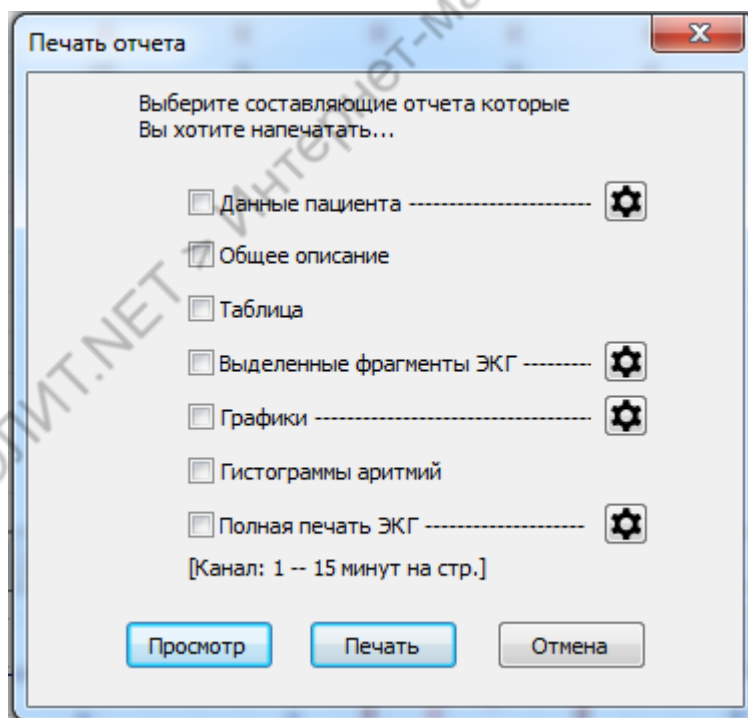 Печать отчета
Выберите составляющие отчета которые
Вы хотите напечатать...
Данные пациента -----------------------
Общее описание
Таблица
Выделенные фрагменты ЭКГ ---------
Графики -----------------------------------
Гистограммы аритмий
Полная печать ЭКГ --------------------
[Канал: 1 -- 15 минут на стр.]
Просмотр Печать Отмена